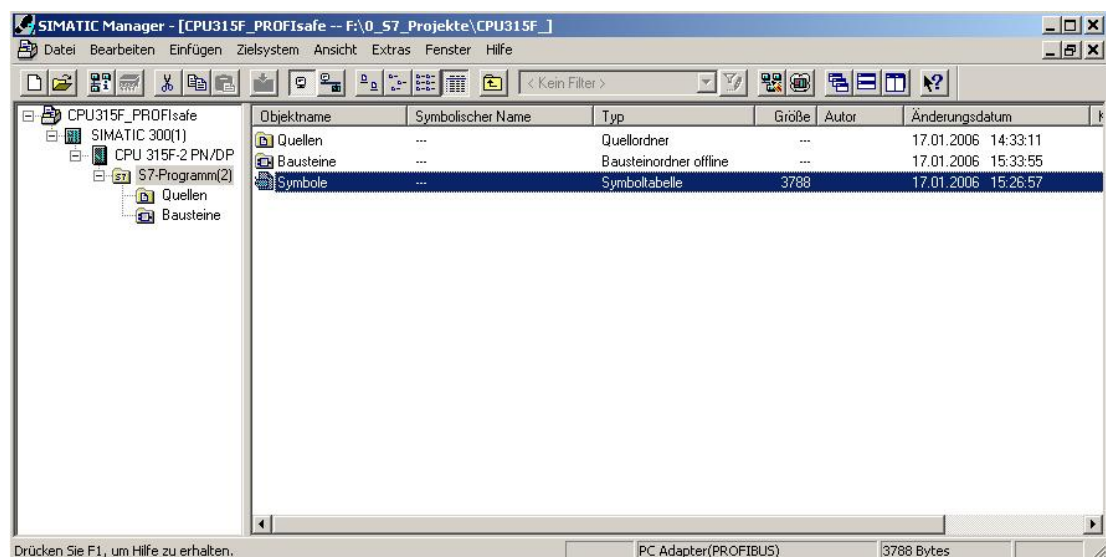 SIMATIC Manager - [CPU315F_PROFIsafe -- F:\0_S7_Projekte\CPU315F_]
Datei Bearbeiten Einfügen Zielsystem Ansicht Extras Fenster Hilfe
< Kein Filter >
CPU315F_PROFIsafe
SIMATIC 300(1)
CPU 315F-2 PN/DP
S7-Programm(2)
Quellen
Bausteine
Objektname Symbolischer Name Typ Größe Autor Änderungsdatum
Quellen --- Quellordner --- 17.01.2006 14:33:11
Bausteine --- Bausteinordner offline --- 17.01.2006 15:33:55
Symbole --- Symboltabelle 3788 17.01.2006 15:26:57
Drücken Sie F1, um Hilfe zu erhalten. PC Adapter(PROFIBUS) 3788 Bytes